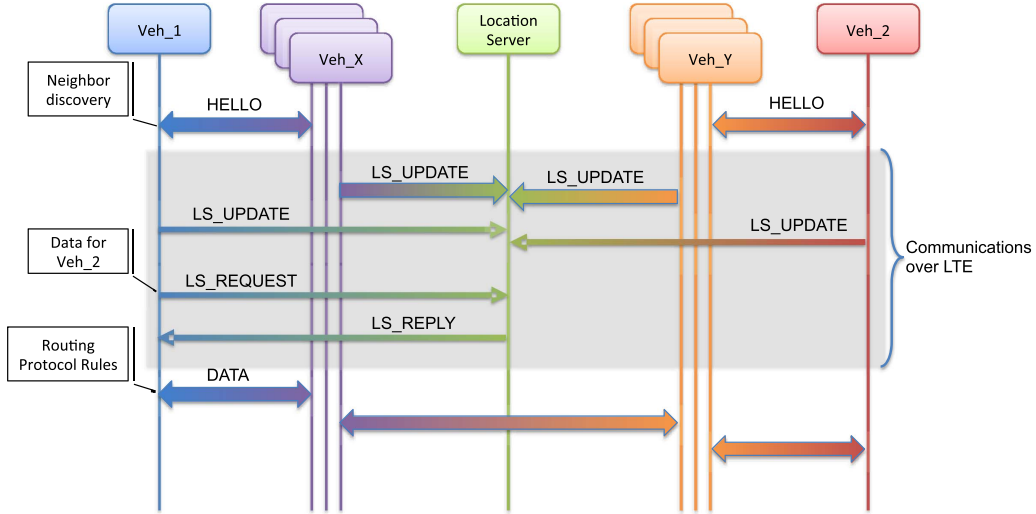 Veh_1
Veh_X
Location
Server
Veh_Y
Veh_2
Neighbor
discovery
HELLO
HELLO
LS_UPDATE
LS_UPDATE
LS_UPDATE
LS_UPDATE
Data for
Veh_2
Communications
over LTE
LS_REQUEST
LS_REPLY
Routing
Protocol Rules
DATA